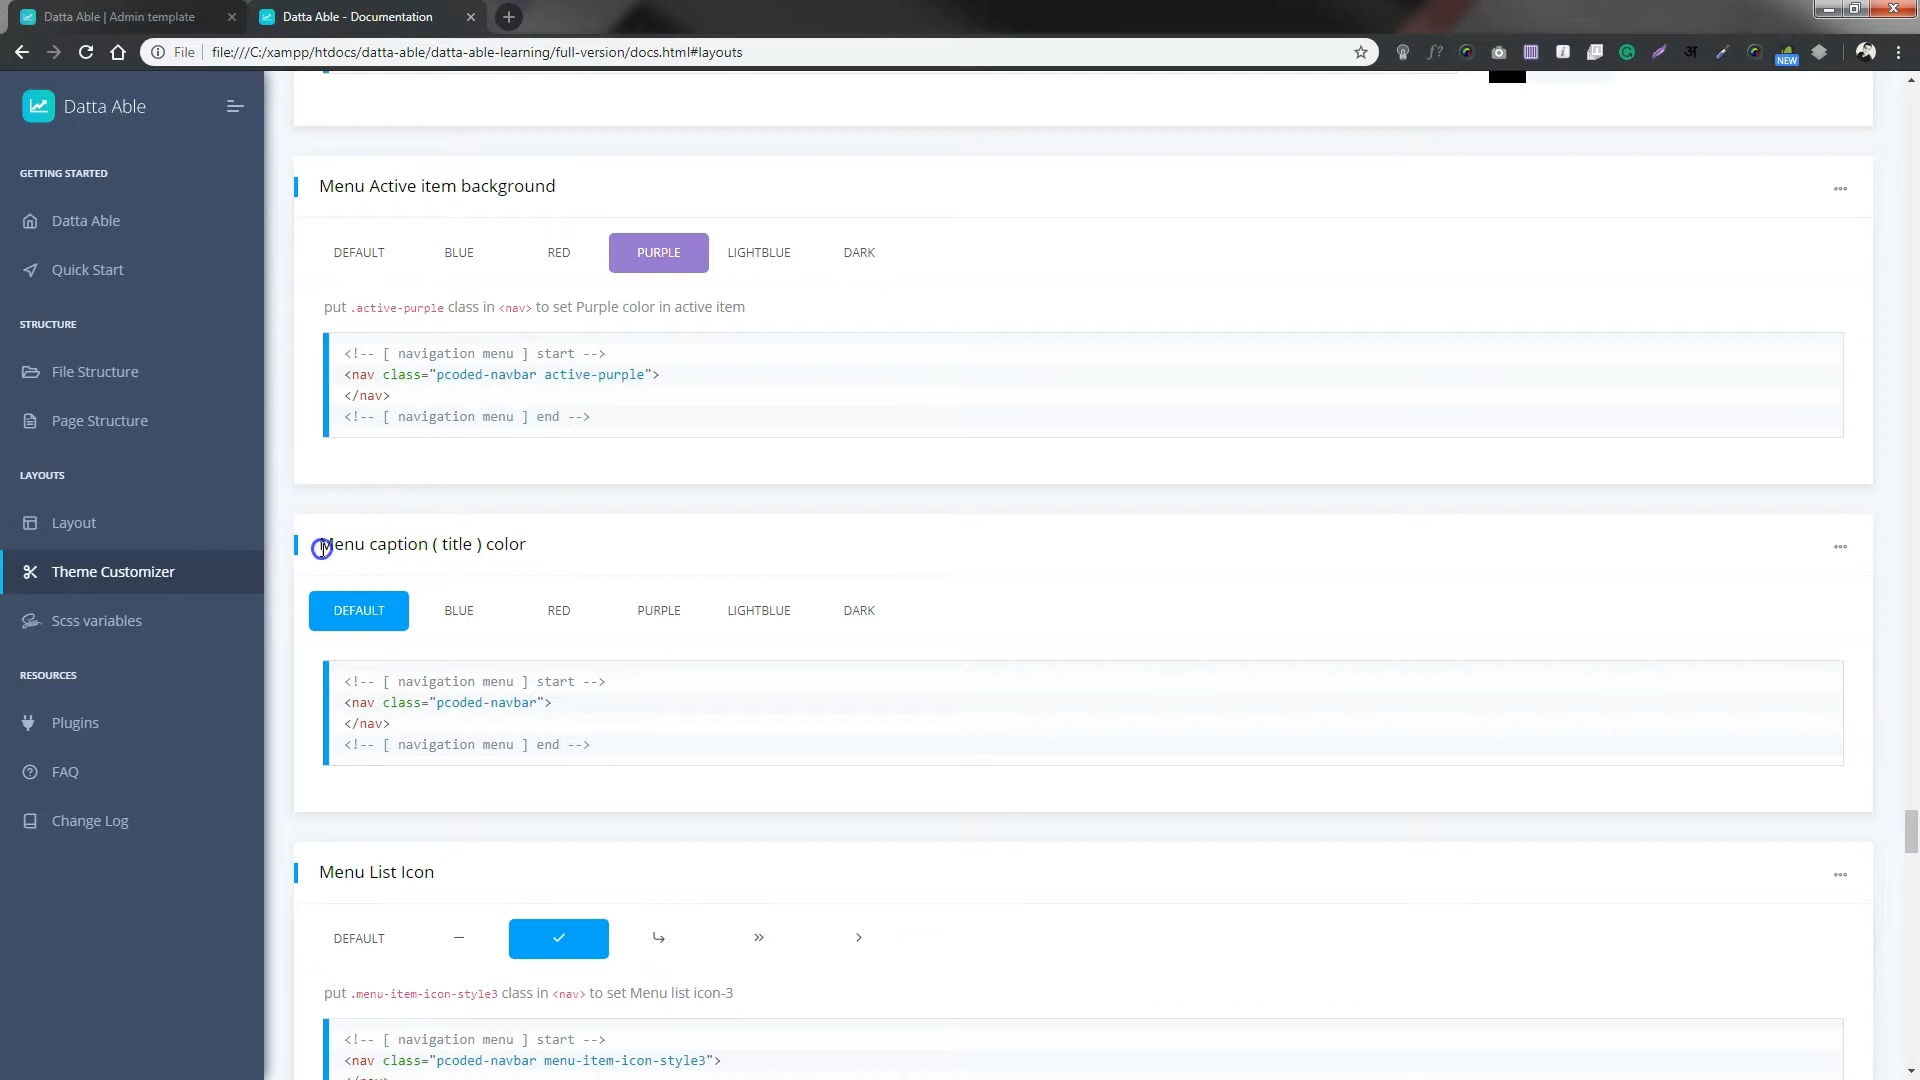 Datta Able | Admin template
Datta Able - Documentation
File
file:///C:/xampp/htdocs/datta-able/datta-able-learning/full-version/docs.html#layouts
f?
अ
NEW
Datta Able
GETTING STARTED
Datta Able
Quick Start
STRUCTURE
File Structure
Page Structure
LAYOUTS
Layout
Theme Customizer
Scss variables
RESOURCES
Plugins
FAQ
Change Log
Menu Active item background
DEFAULT BLUE RED PURPLE LIGHTBLUE DARK
put .active-purple class in <nav> to set Purple color in active item
<!-- [ navigation menu ] start -->
<nav class="pcoded-navbar active-purple">
</nav>
<!-- [ navigation menu ] end -->
Menu caption ( title ) color
DEFAULT BLUE RED PURPLE LIGHTBLUE DARK
<!-- [ navigation menu ] start -->
<nav class="pcoded-navbar">
</nav>
<!-- [ navigation menu ] end -->
Menu List Icon
DEFAULT
put .menu-item-icon-style3 class in <nav> to set Menu list icon-3
<!-- [ navigation menu ] start -->
<nav class="pcoded-navbar menu-item-icon-style3">